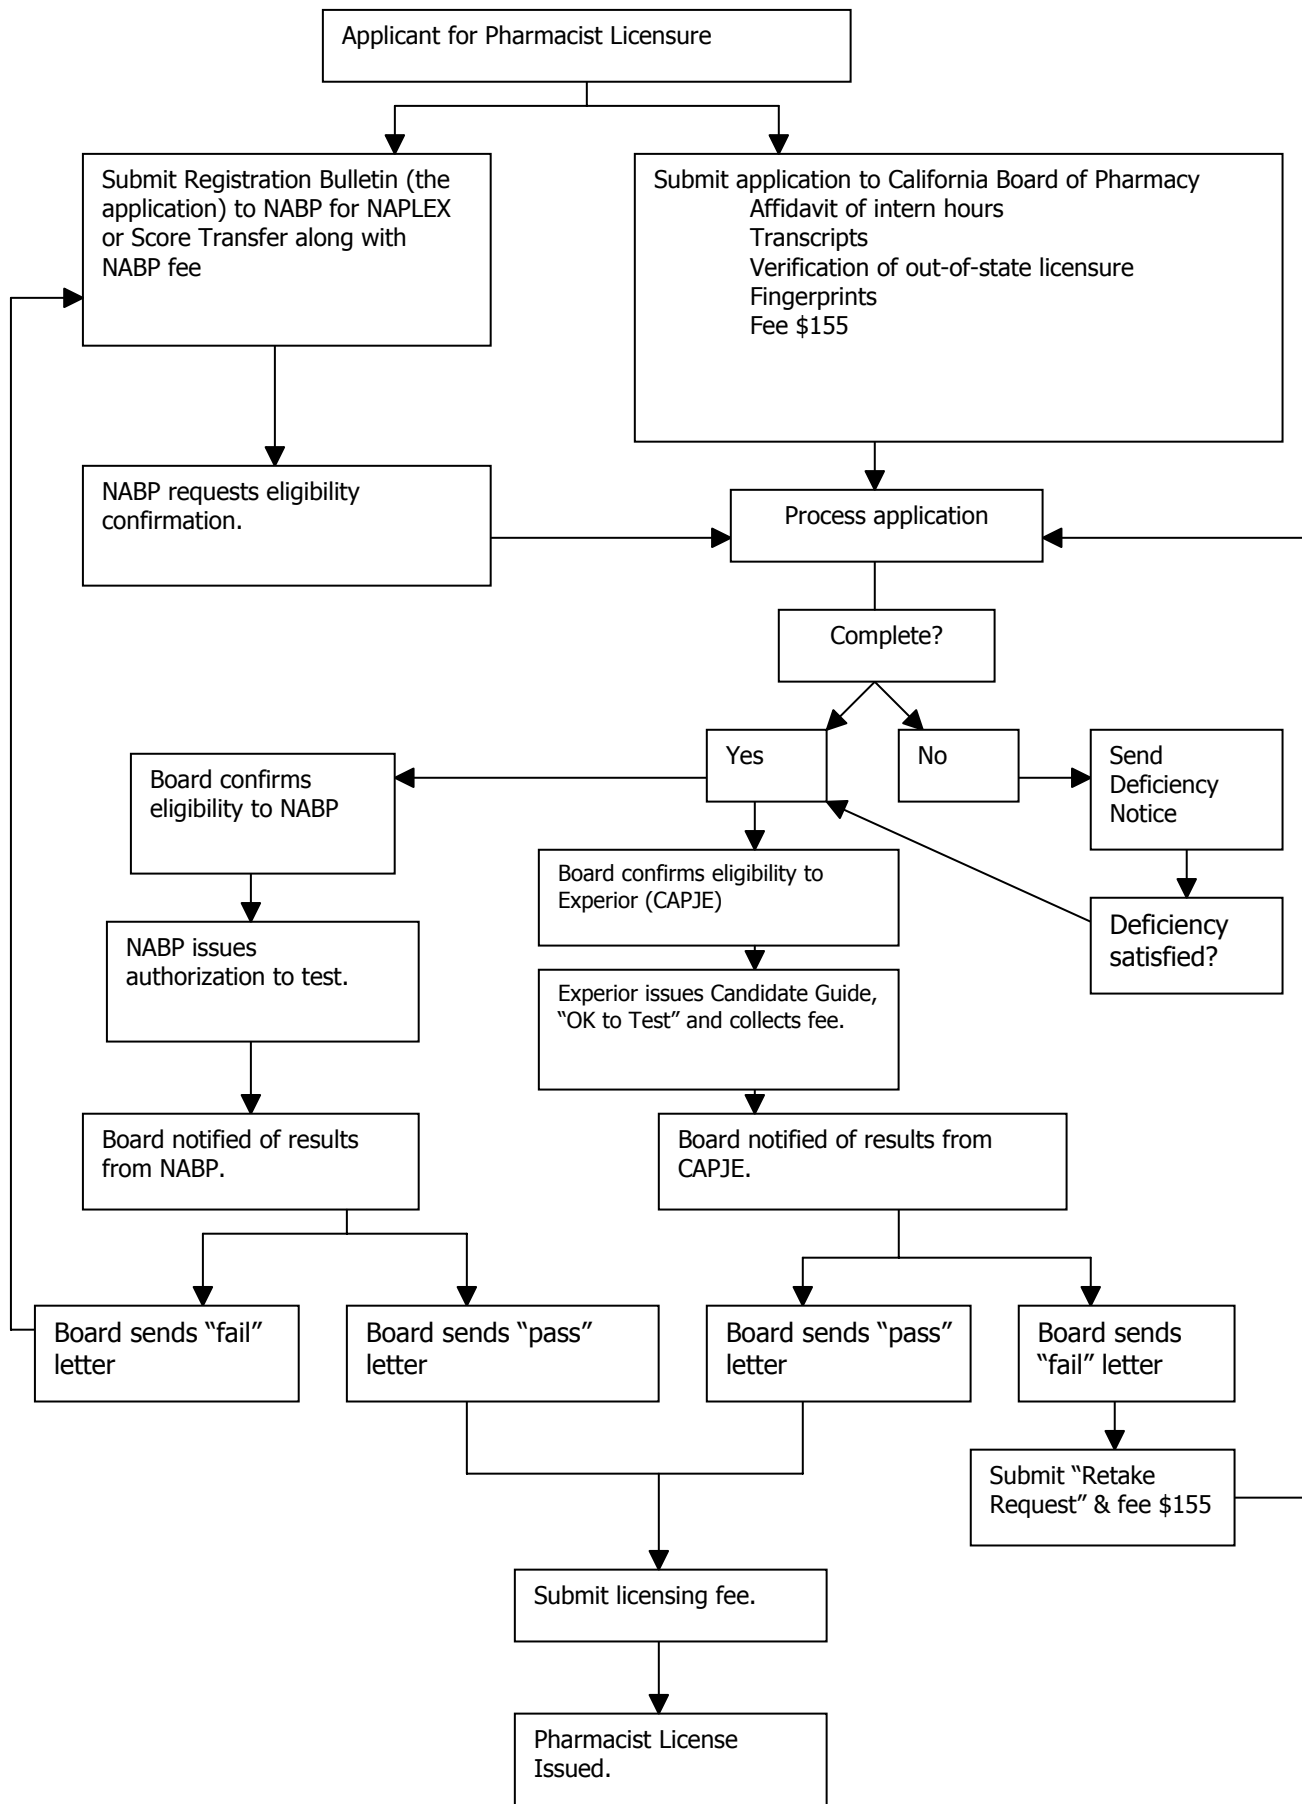 Applicant for Pharmacist Licensure
Submit Registration Bulletin (the
application) to NABP for NAPLEX
or Score Transfer along with
NABP fee
Submit application to California Board of Pharmacy
Affidavit of intern hours
Transcripts
Verification of out-of-state licensure
Fingerprints
Fee $155
NABP requests eligibility
confirmation.
Process application
Complete?
Yes
No
Send
Deficiency
Notice
Board confirms
eligibility to NABP
Board confirms eligibility to
Experior (CAPJE)
Deficiency
satisfied?
NABP issues
authorization to test.
Experior issues Candidate Guide,
“OK to Test” and collects fee.
Board notified of results
from NABP.
Board notified of results from
CAPJE.
Board sends “fail”
letter
Board sends “pass”
letter
Board sends “pass”
letter
Board sends
“fail” letter
Submit “Retake
Request” & fee $155
Submit licensing fee.
Pharmacist License
Issued.